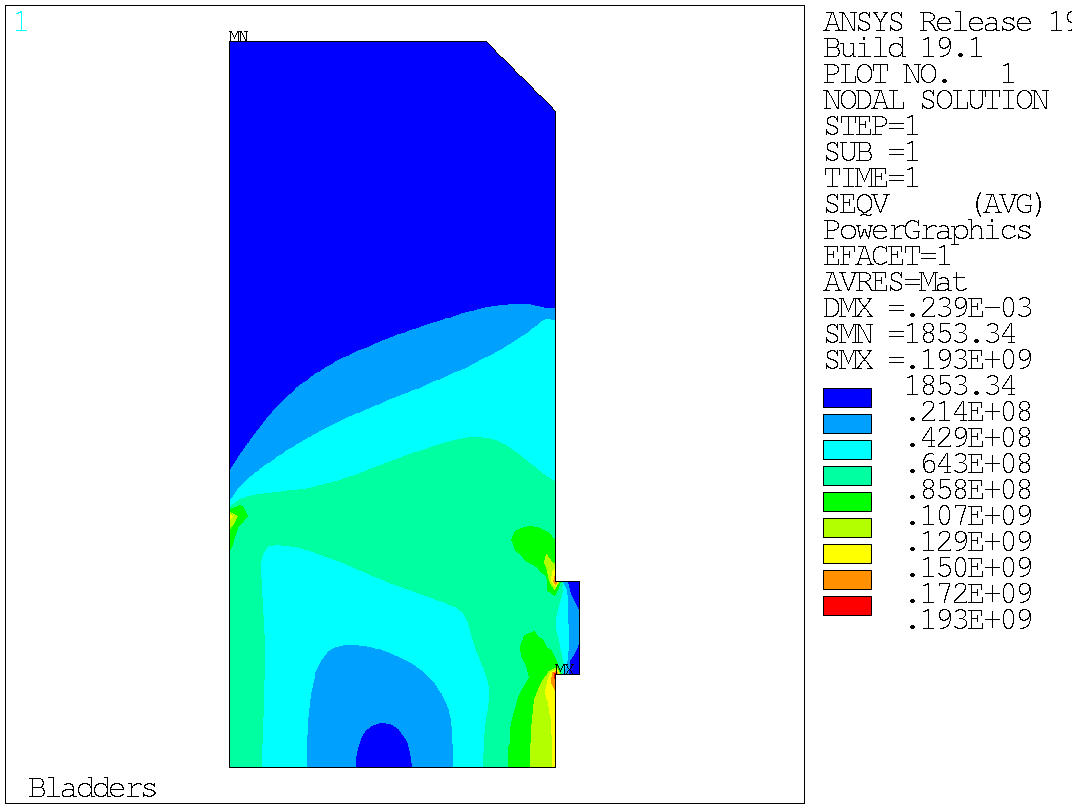 1
MN
ANSYS Release 19
Build 19.1
PLOT NO. 1
NODAL SOLUTION
STEP=1
SUB =1
TIME=1
SEQV (AVG)
PowerGraphics
EFACET=1
AVRES=Mat
DMX =.239E-03
SMN =1853.34
SMX =.193E+09
1853.34
.214E+08
.429E+08
.643E+08
.858E+08
.107E+09
.129E+09
.150E+09
.172E+09
.193E+09
MX
Bladders